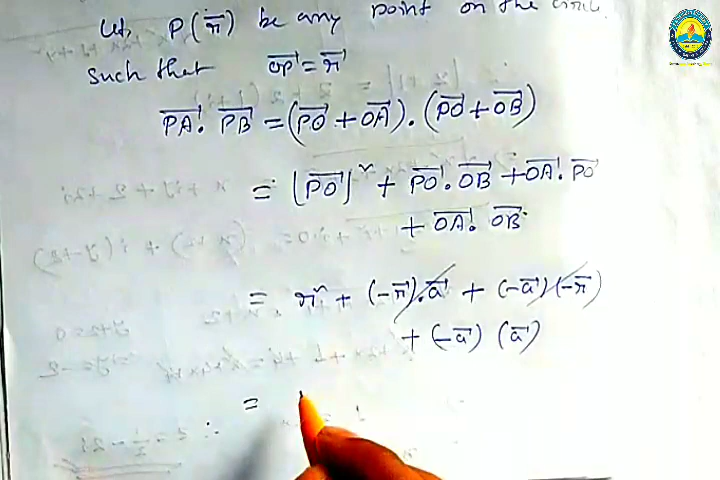 Let, P(r⃗) be any point on the circle.
such that OP⃗ = r⃗
PA⃗ . PB⃗ = (PO⃗ + OA⃗) . (PO⃗ + OB⃗)
= (PO⃗)² + PO⃗ . OB⃗ + OA⃗ . PO⃗
+ OA⃗ . OB⃗
= r² + (-r⃗) . a⃗ + (-a⃗) (-r⃗)
+ (-a⃗) (a⃗)
=